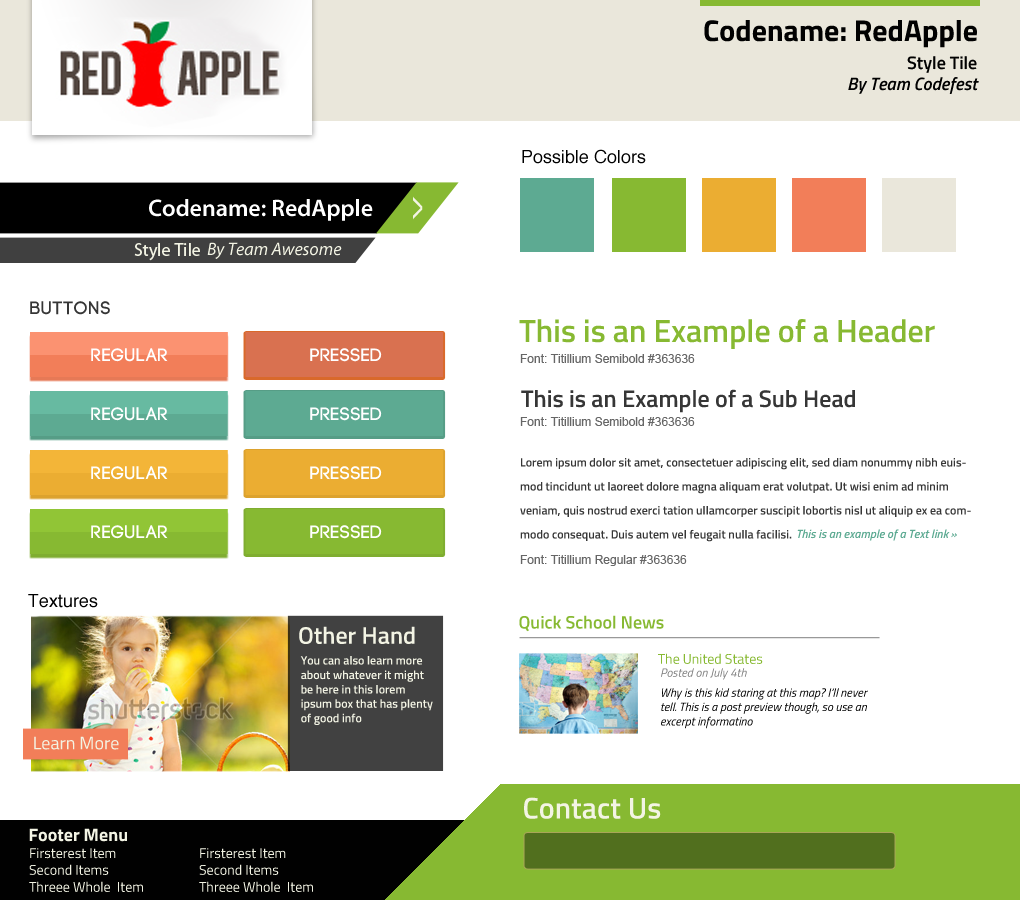 RED APPLE
Codename: RedApple
Style Tile
By Team Codefest
Codename: RedApple
Style Tile By Team Awesome
Possible Colors
BUTTONS
REGULAR PRESSED
REGULAR PRESSED
REGULAR PRESSED
REGULAR PRESSED
This is an Example of a Header
Font: Titillium Semibold #363636
This is an Example of a Sub Head
Font: Titillium Semibold #363636
Lorem ipsum dolor sit amet, consectetuer adipiscing elit, sed diam nonummy nibh euis-
mod tincidunt ut laoreet dolore magna aliquam erat volutpat. Ut wisi enim ad minim
veniam, quis nostrud exerci tation ullamcorper suscipit lobortis nisl ut aliquip ex ea com-
modo consequat. Duis autem vel feugait nulla facilisi. This is an example of a Text link »
Font: Titillium Regular #363636
Textures
shutterstock
Learn More
Other Hand
You can also learn more
about whatever it might
be here in this lorem
ipsum box that has plenty
of good info
Quick School News
The United States
Posted on July 4th
Why is this kid staring at this map? I'll never
tell. This is a post preview though, so use an
excerpt informatino
Footer Menu
Firsterest Item Firsterest Item
Second Items Second Items
Threee Whole Item Threee Whole Item
Contact Us